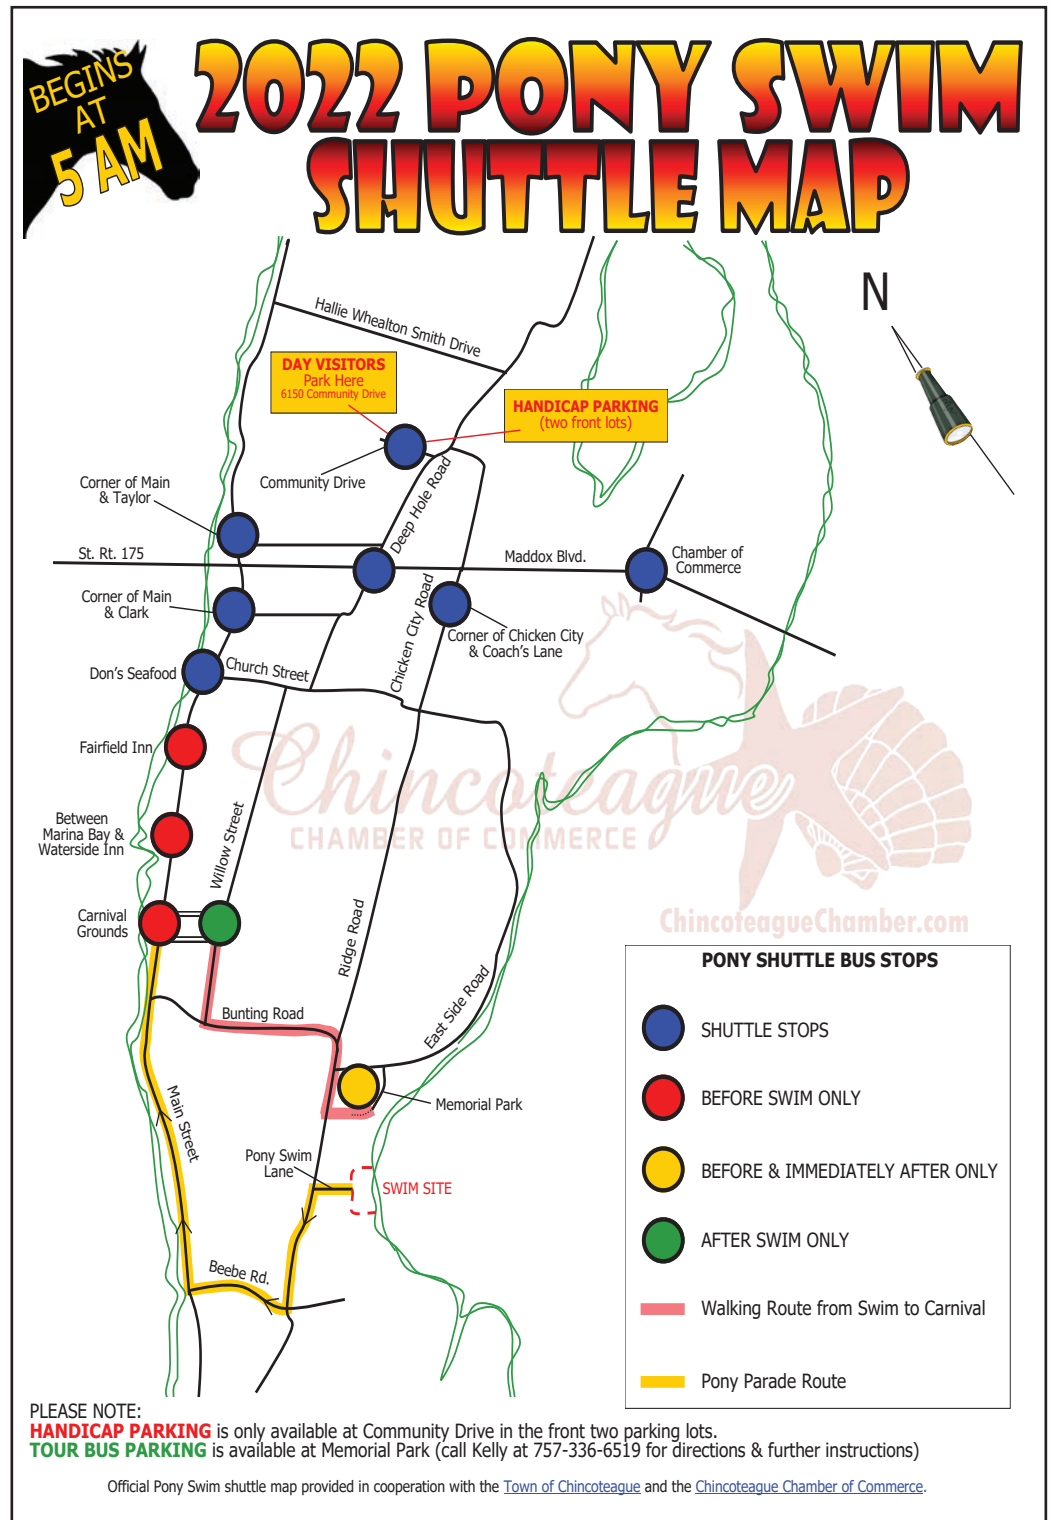 BEGINS
AT
5 AM
2022 PONY SWIM
SHUTTLE MAP
N
Hallie Whealton Smith Drive
DAY VISITORS
Park Here
6150 Community Drive
HANDICAP PARKING
(two front lots)
Corner of Main
& Taylor
Community Drive
Deep Hole Road
St. Rt. 175
Maddox Blvd.
Chamber of
Commerce
Corner of Main
& Clark
Chicken City Road
Corner of Chicken City
& Coach's Lane
Don's Seafood
Church Street
Fairfield Inn
Chincoteague
CHAMBER OF COMMERCE
Between
Marina Bay &
Waterside Inn
Willow Street
Carnival
Grounds
ChincoteagueChamber.com
Ridge Road
East Side Road
Bunting Road
Main Street
Memorial Park
Pony Swim
Lane
SWIM SITE
Beebe Rd.
PONY SHUTTLE BUS STOPS
SHUTTLE STOPS
BEFORE SWIM ONLY
BEFORE & IMMEDIATELY AFTER ONLY
AFTER SWIM ONLY
Walking Route from Swim to Carnival
Pony Parade Route
PLEASE NOTE:
HANDICAP PARKING is only available at Community Drive in the front two parking lots.
TOUR BUS PARKING is available at Memorial Park (call Kelly at 757-336-6519 for directions & further instructions)
Official Pony Swim shuttle map provided in cooperation with the Town of Chincoteague and the Chincoteague Chamber of Commerce.